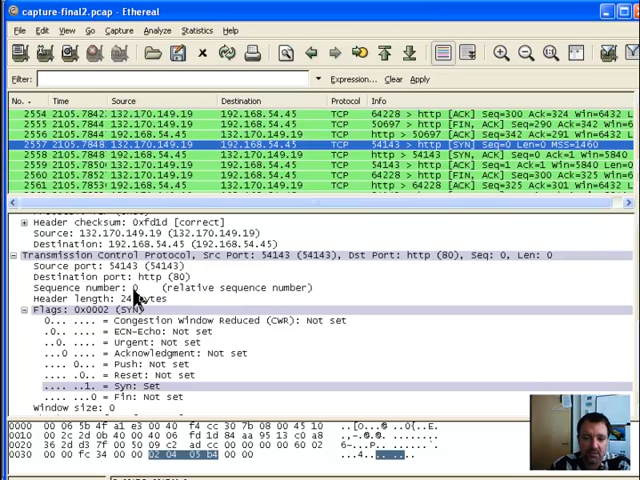 capture-final2.pcap - Ethereal
File Edit View Go Capture Analyze Statistics Help
Filter: Expression... Clear Apply
No. Time Source Destination Protocol Info
2554 2105.7842 132.170.149.19 192.168.54.45 TCP 64228 > http [ACK] Seq=300 Ack=324 Win=6432 L
2555 2105.7844 132.170.149.19 192.168.54.45 TCP 50697 > http [FIN, ACK] Seq=290 Ack=342 Win=
2556 2105.7844 132.170.149.19 192.168.54.45 TCP http > 50697 [ACK] Seq=342 Ack=291 Win=6432 L
2557 2105.7848 132.170.149.19 192.168.54.45 TCP 54143 > http [SYN] Seq=0 Len=0 MSS=1460
2558 2105.7848 132.170.149.19 192.168.54.45 TCP http > 54143 [SYN, ACK] Seq=0 Ack=1 Win=5840
2559 2105.785 132.170.149.19 192.168.54.45 TCP 54143 > http [ACK] Seq=1 Ack=1 Win=5840 Len=
2560 2105.7853 132.170.149.19 192.168.54.45 TCP 64228 > http [FIN, ACK] Seq=300 Ack=325 Win=
2561 2105.7853 132.170.149.19 192.168.54.45 TCP http > 64228 [ACK] Seq=325 Ack=301 Win=6432 L
Header checksum: 0xfd1d [correct]
Source: 132.170.149.19 (132.170.149.19)
Destination: 192.168.54.45 (192.168.54.45)
Transmission Control Protocol, Src Port: 54143 (54143), Dst Port: http (80), Seq: 0, Len: 0
Source port: 54143 (54143)
Destination port: http (80)
Sequence number: 0 (relative sequence number)
Header length: 24 bytes
Flags: 0x0002 (SYN)
0... .... = Congestion Window Reduced (CWR): Not set
.0.. .... = ECN-Echo: Not set
..0. .... = Urgent: Not set
...0 .... = Acknowledgment: Not set
.... 0... = Push: Not set
.... .0.. = Reset: Not set
.... ..1. = Syn: Set
.... ...0 = Fin: Not set
Window size: 0
0000 00 06 5b 4f a1 e3 00 40 f4 cc 30 7b 08 00 45 10 ..[O...@ ..0{..E.
0010 00 2c 2d 0b 40 00 40 06 fd 1d 84 aa 95 13 c0 a8 .,-.@.@. ........
0020 36 2d d3 7f 00 50 09 c2 ad cc 00 00 00 00 60 02 6-...P.. ......`.
0030 00 00 fc 34 00 00 02 04 05 b4 00 00 ...4.... ....